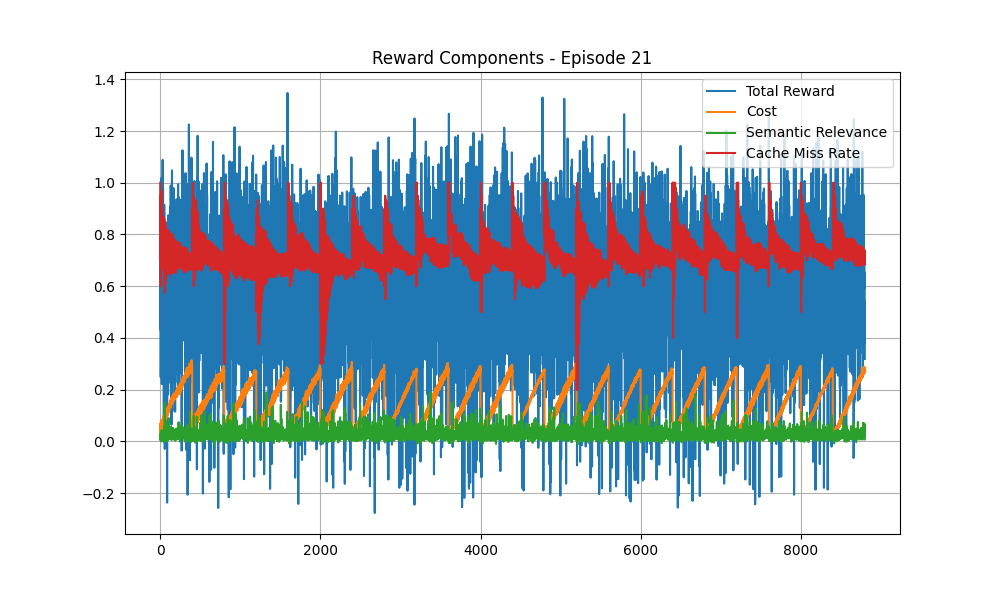 Reward Components - Episode 21
1.4
1.2
1.0
0.8
0.6
0.4
0.2
0.0
−0.2
0
2000
4000
6000
8000
Total Reward
Cost
Semantic Relevance
Cache Miss Rate